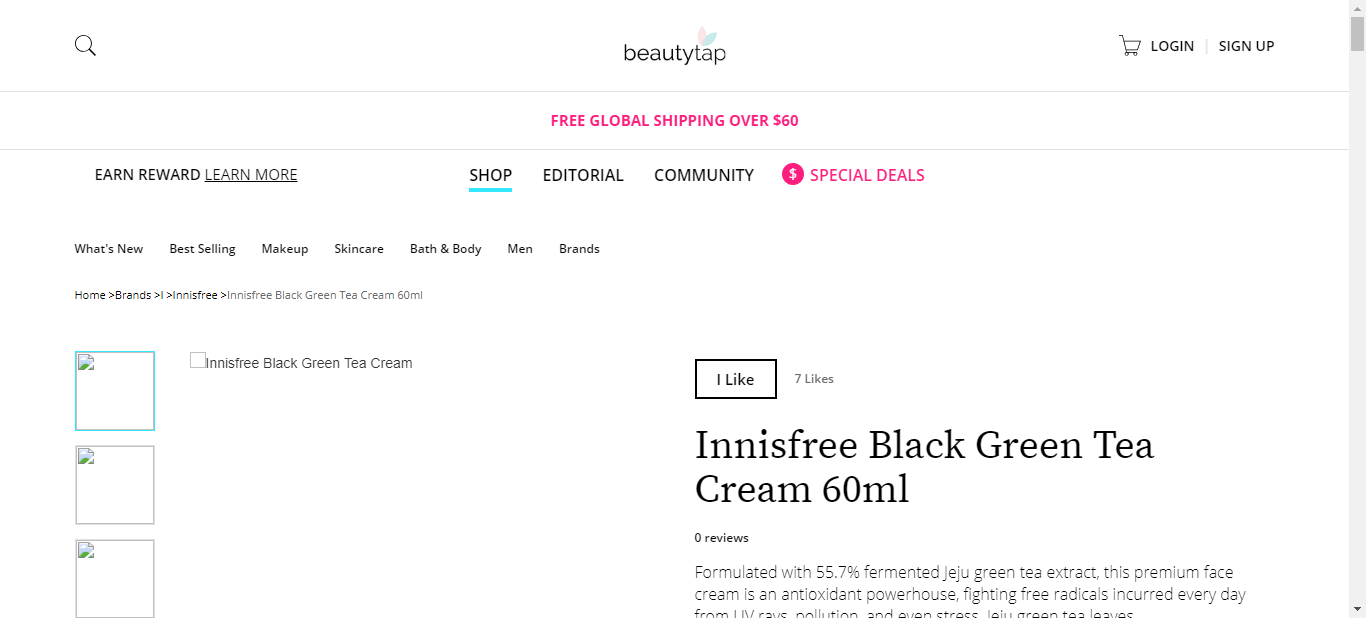 beautytap
LOGIN | SIGN UP
FREE GLOBAL SHIPPING OVER $60
EARN REWARD LEARN MORE
SHOP EDITORIAL COMMUNITY $ SPECIAL DEALS
What's New Best Selling Makeup Skincare Bath & Body Men Brands
Home >Brands >I >Innisfree >Innisfree Black Green Tea Cream 60ml
Innisfree Black Green Tea Cream
I Like 7 Likes
Innisfree Black Green Tea
Cream 60ml
0 reviews
Formulated with 55.7% fermented Jeju green tea extract, this premium face
cream is an antioxidant powerhouse, fighting free radicals incurred every day
from UV rays, pollution, and even stress. Jeju green tea leaves